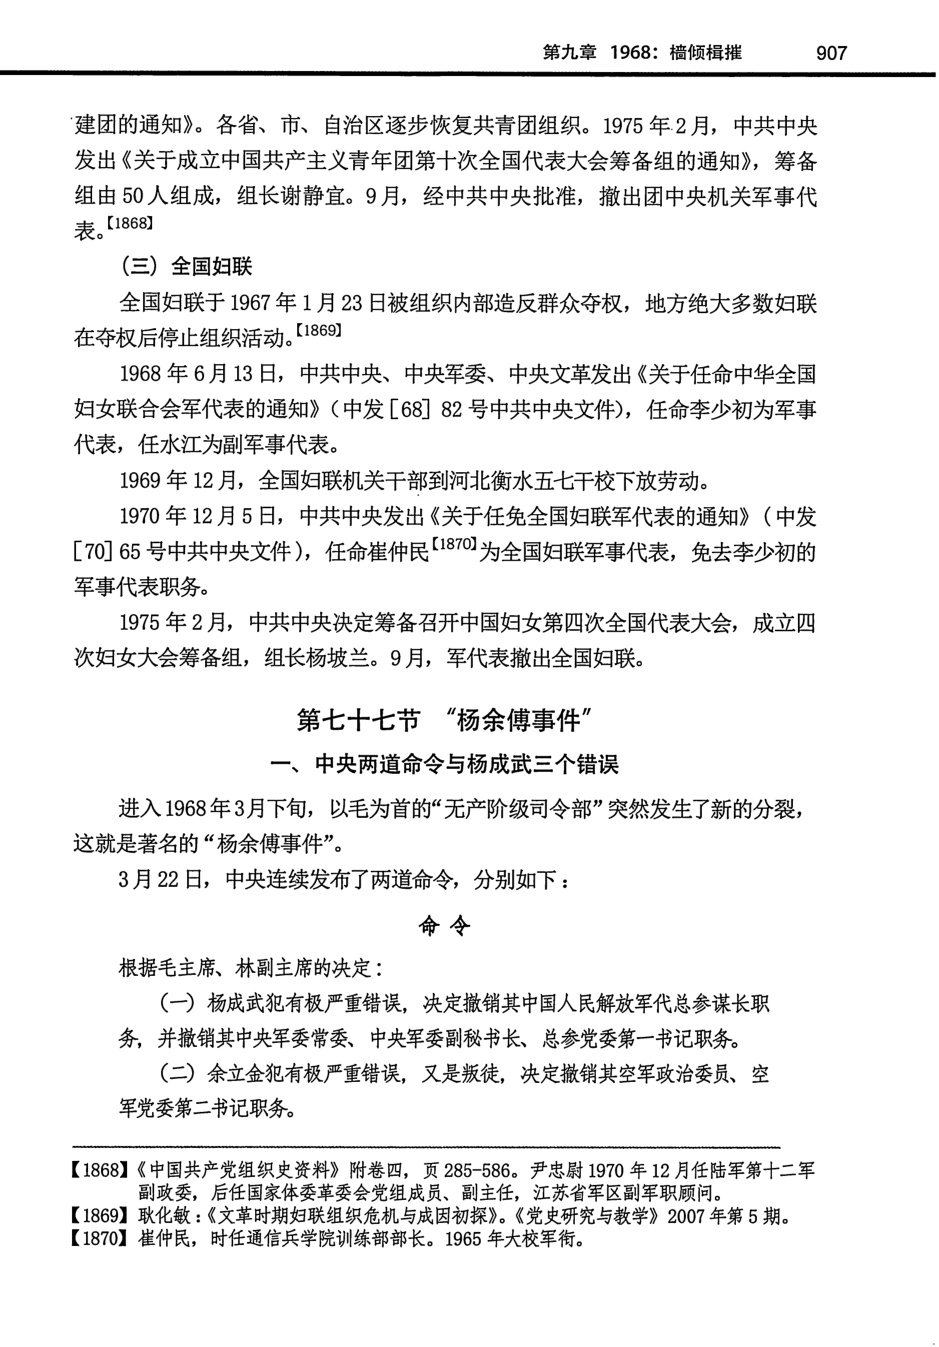 第九章 1968：樯倾楫摧 907
建团的通知》。各省、市、自治区逐步恢复共青团组织。1975 年 2 月，中共中央
发出《关于成立中国共产主义青年团第十次全国代表大会筹备组的通知》，筹备
组由 50 人组成，组长谢静宜。9 月，经中共中央批准，撤出团中央机关军事代
表。【1868】
（三）全国妇联
全国妇联于 1967 年 1 月 23 日被组织内部造反群众夺权，地方绝大多数妇联
在夺权后停止组织活动。【1869】
1968 年 6 月 13 日，中共中央、中央军委、中央文革发出《关于任命中华全国
妇女联合会军代表的通知》（中发［68］82 号中共中央文件），任命李少初为军事
代表，任水江为副军事代表。
1969 年 12 月，全国妇联机关干部到河北衡水五七干校下放劳动。
1970 年 12 月 5 日，中共中央发出《关于任免全国妇联军代表的通知》（中发
［70］65 号中共中央文件），任命崔仲民【1870】为全国妇联军事代表，免去李少初的
军事代表职务。
1975 年 2 月，中共中央决定筹备召开中国妇女第四次全国代表大会，成立四
次妇女大会筹备组，组长杨坡兰。9 月，军代表撤出全国妇联。
第七十七节 “杨余傅事件”
一、中央两道命令与杨成武三个错误
进入 1968 年 3 月下旬，以毛为首的“无产阶级司令部”突然发生了新的分裂，
这就是著名的“杨余傅事件”。
3 月 22 日，中央连续发布了两道命令，分别如下：
命 令
根据毛主席、林副主席的决定：
（一）杨成武犯有极严重错误，决定撤销其中国人民解放军代总参谋长职
务，并撤销其中央军委常委、中央军委副秘书长、总参党委第一书记职务。
（二）余立金犯有极严重错误，又是叛徒，决定撤销其空军政治委员、空
军党委第二书记职务。
【1868】《中国共产党组织史资料》附卷四，页 285-586。尹忠尉 1970 年 12 月任陆军第十二军
副政委，后任国家体委革委会党组成员、副主任，江苏省军区副军职顾问。
【1869】耿化敏：《文革时期妇联组织危机与成因初探》。《党史研究与教学》2007 年第 5 期。
【1870】崔仲民，时任通信兵学院训练部部长。1965 年大校军衔。